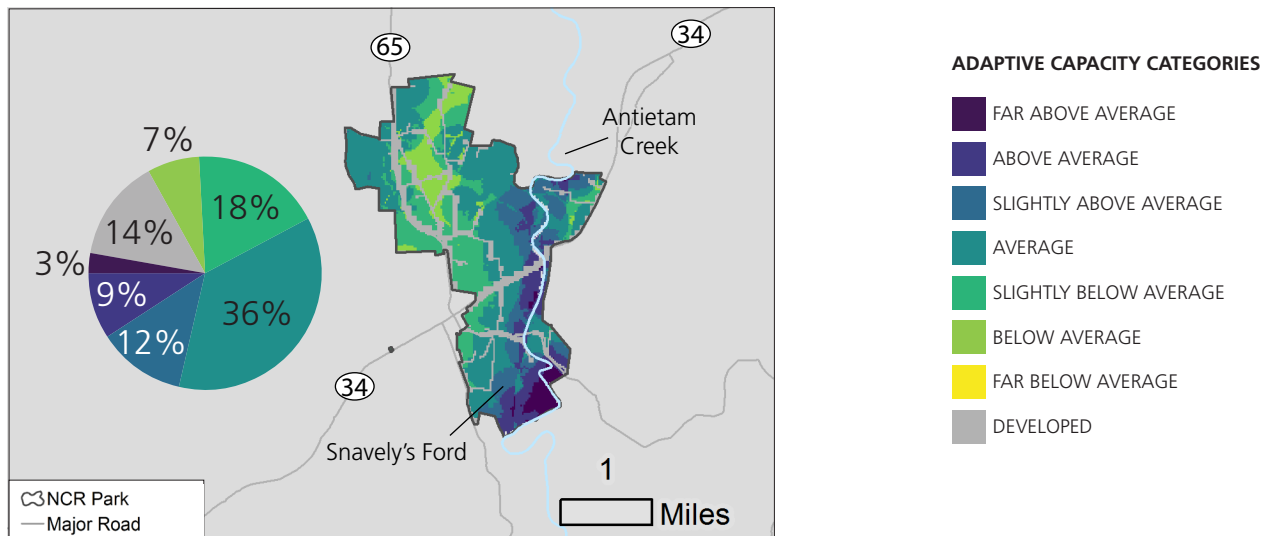 65
34
Antietam
Creek
7%
18%
14%
3%
9%
36%
12%
34
Snavely's Ford
1
Miles
NCR Park
Major Road
ADAPTIVE CAPACITY CATEGORIES
FAR ABOVE AVERAGE
ABOVE AVERAGE
SLIGHTLY ABOVE AVERAGE
AVERAGE
SLIGHTLY BELOW AVERAGE
BELOW AVERAGE
FAR BELOW AVERAGE
DEVELOPED